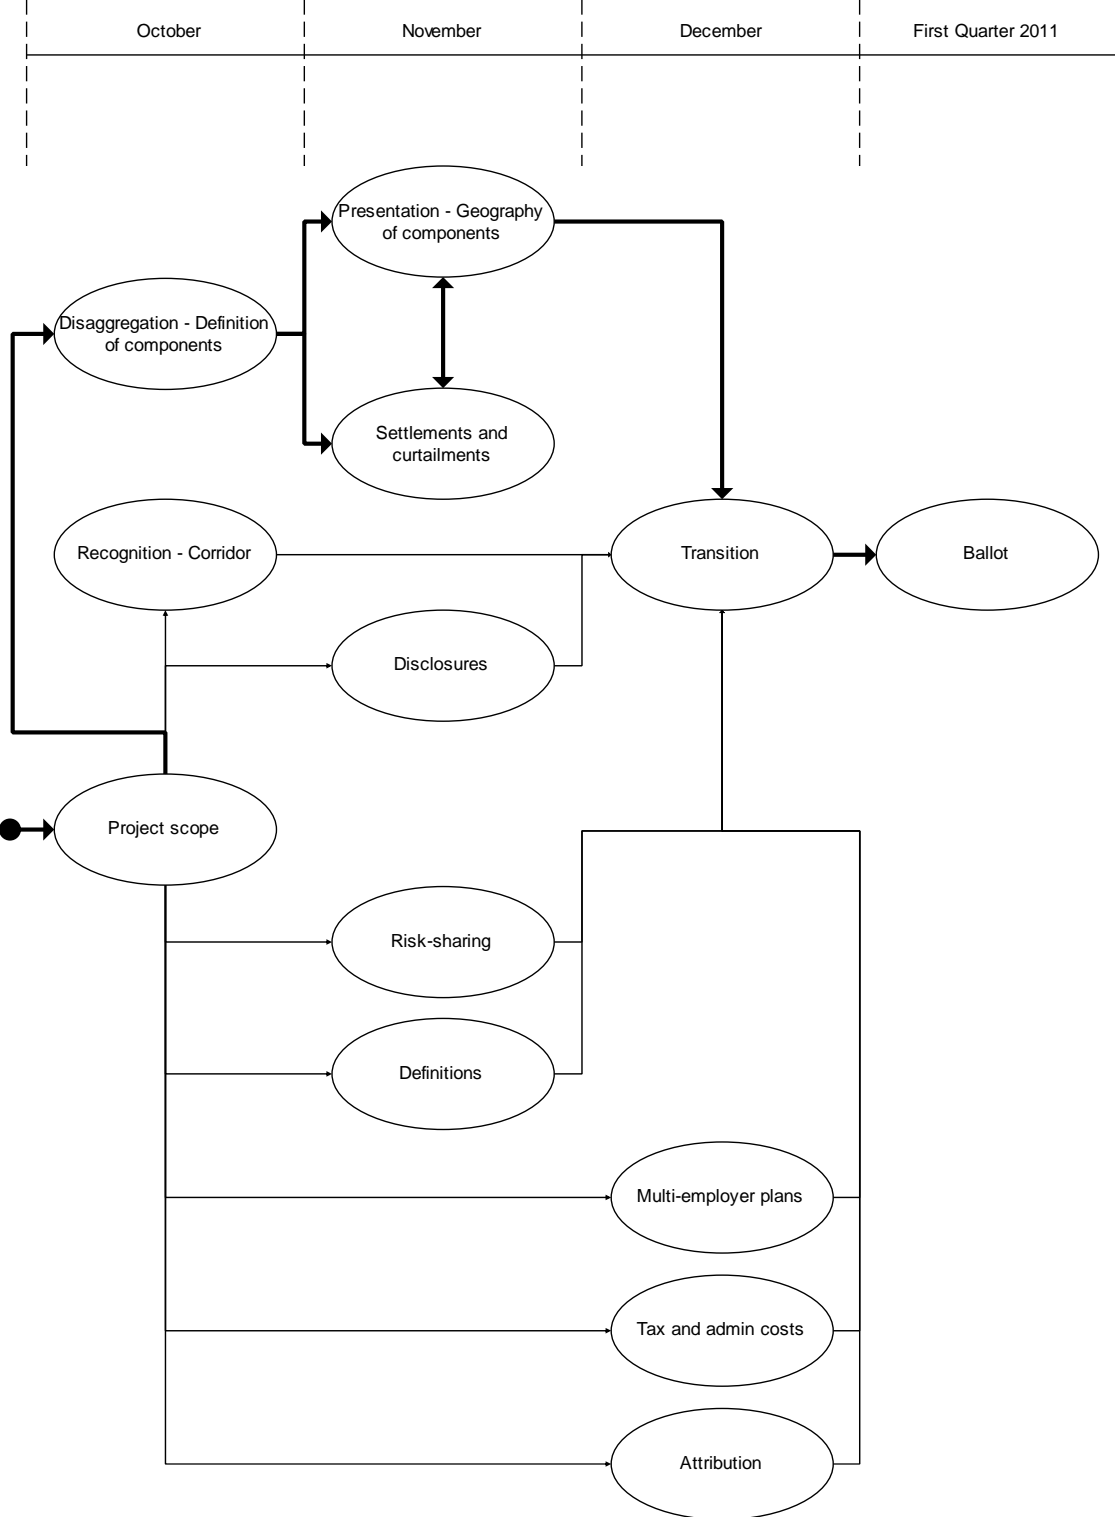 October
November
December
First Quarter 2011
Presentation - Geography
of components
Disaggregation - Definition
of components
Settlements and
curtailments
Recognition - Corridor
Transition
Ballot
Disclosures
Project scope
Risk-sharing
Definitions
Multi-employer plans
Tax and admin costs
Attribution